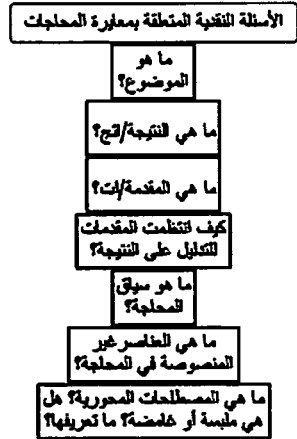 الأسئلة النقدية المتعلقة بمعايرة المحاجات
ما هو
الموضوع؟
ما هي النتيجة/ائج؟
ما هي المقدمة/ات؟
كيف انتظمت المقدمات
للتدليل على النتيجة؟
ما هو سياق
المحاجة؟
ما هي العناصر غير
المنصوصة في المحاجة؟
ما هي المصطلحات المحورية؟ هل
هي ملبسة أو غامضة؟ ما تعريفها؟